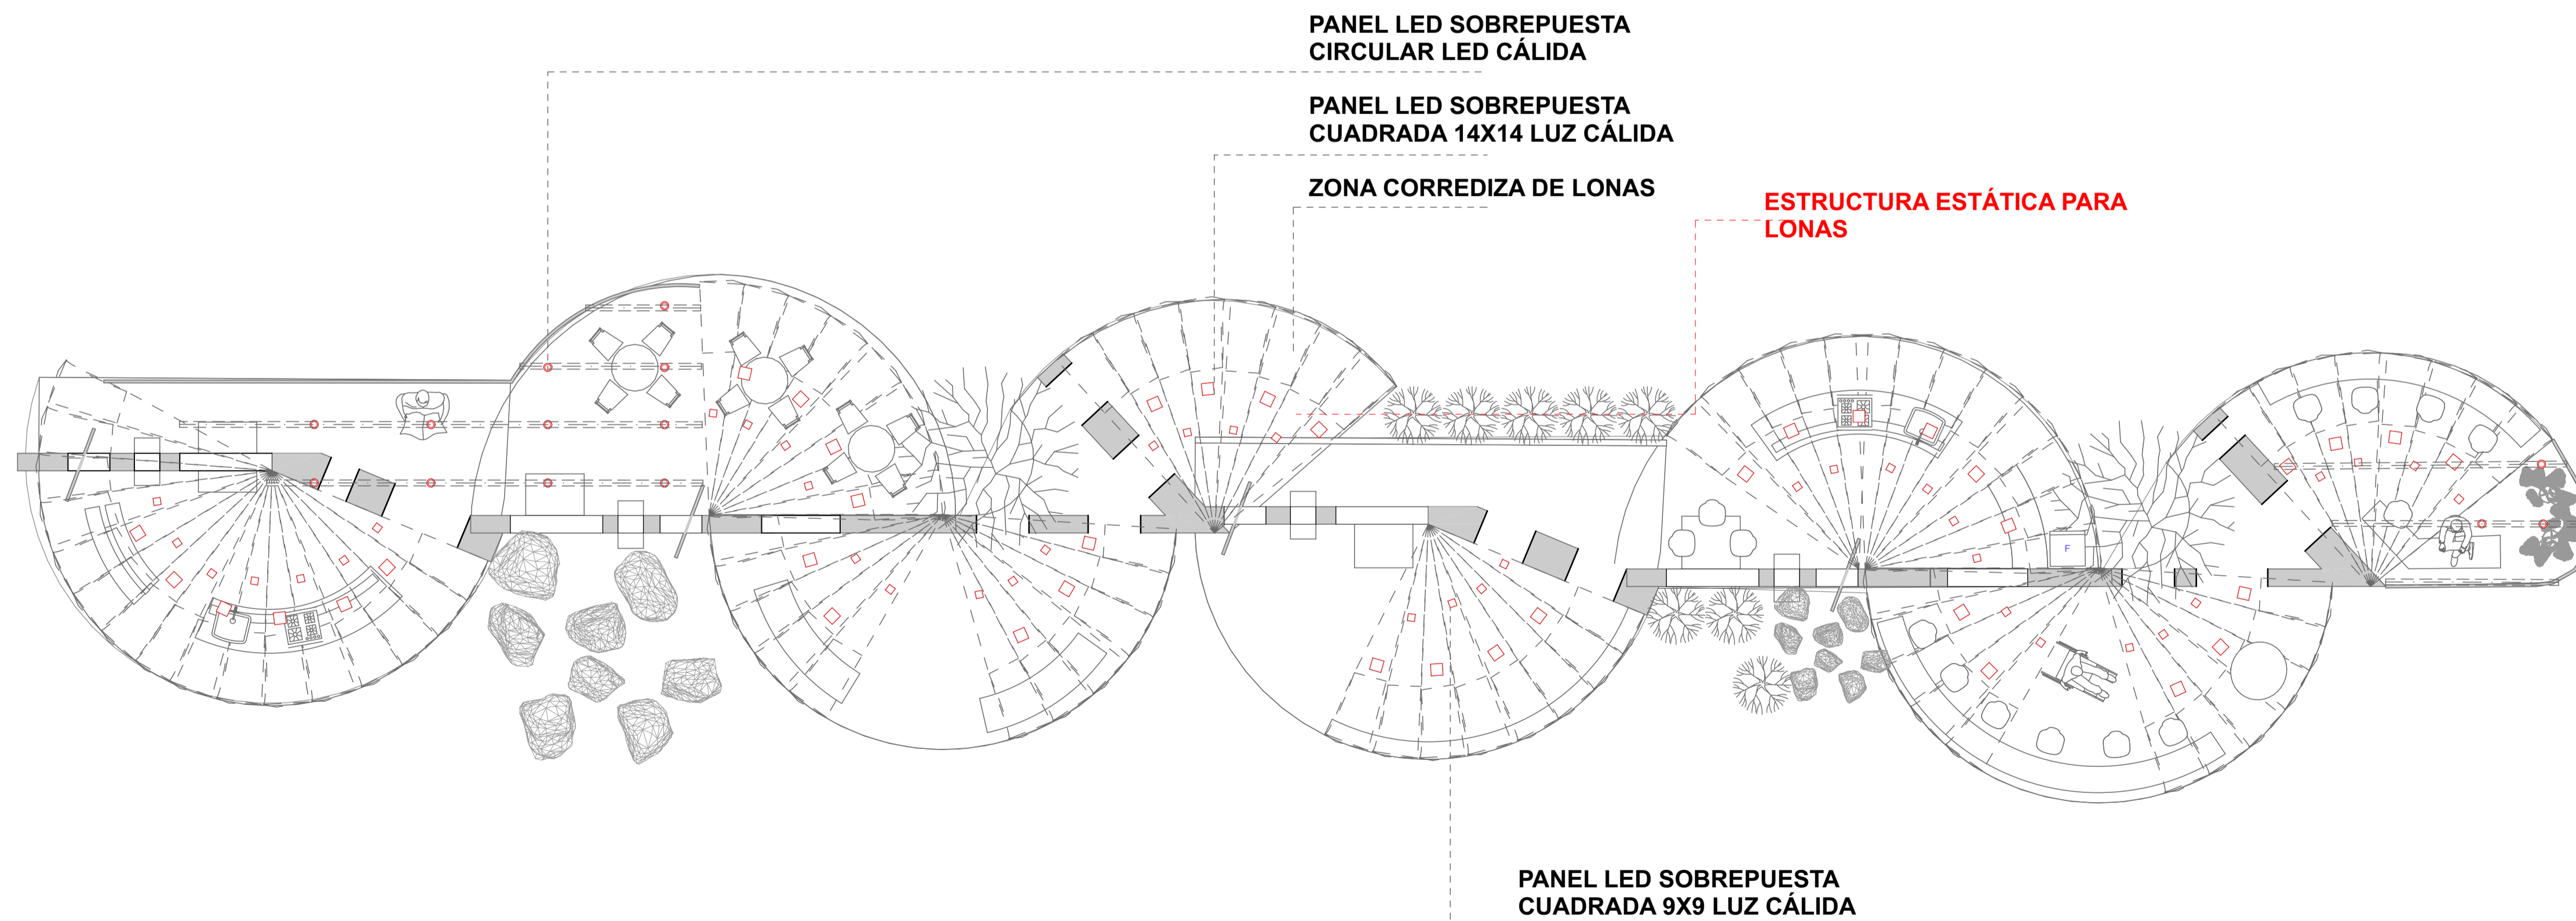 PANEL LED SOBREPUESTA
CIRCULAR LED CÁLIDA
PANEL LED SOBREPUESTA
CUADRADA 14X14 LUZ CÁLIDA
ZONA CORREDIZA DE LONAS
ESTRUCTURA ESTÁTICA PARA
LONAS
F
PANEL LED SOBREPUESTA
CUADRADA 9X9 LUZ CÁLIDA